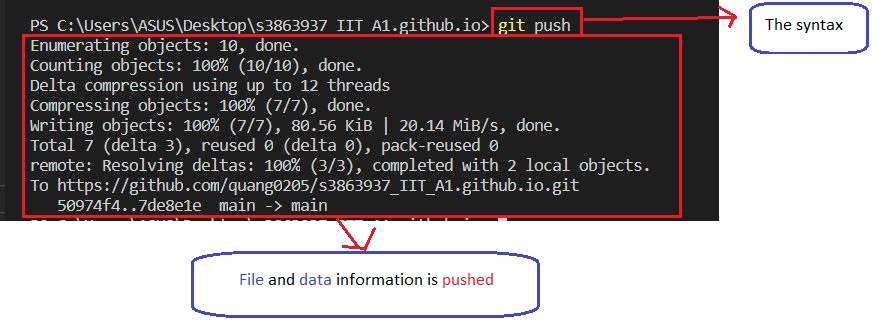 PS C:\Users\ASUS\Desktop\s3863937_IIT_A1.github.io> git push
The syntax
Enumerating objects: 10, done.
Counting objects: 100% (10/10), done.
Delta compression using up to 12 threads
Compressing objects: 100% (7/7), done.
Writing objects: 100% (7/7), 80.56 KiB | 20.14 MiB/s, done.
Total 7 (delta 3), reused 0 (delta 0), pack-reused 0
remote: Resolving deltas: 100% (3/3), completed with 2 local objects.
To https://github.com/quang0205/s3863937_IIT_A1.github.io.git
50974f4..7de8e1e  main -> main
File and data information is pushed